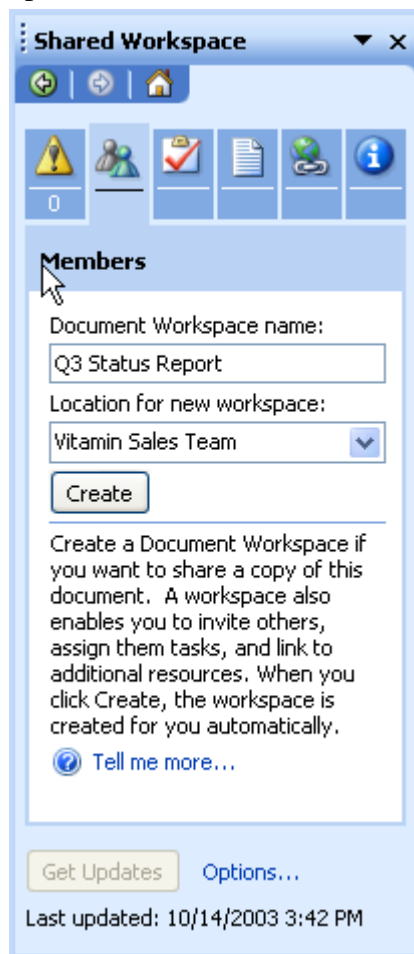 Shared Workspace
0
Members
Document Workspace name:
Q3 Status Report
Location for new workspace:
Vitamin Sales Team
Create
Create a Document Workspace if
you want to share a copy of this
document.  A workspace also
enables you to invite others,
assign them tasks, and link to
additional resources. When you
click Create, the workspace is
created for you automatically.
Tell me more...
Get Updates Options...
Last updated: 10/14/2003 3:42 PM